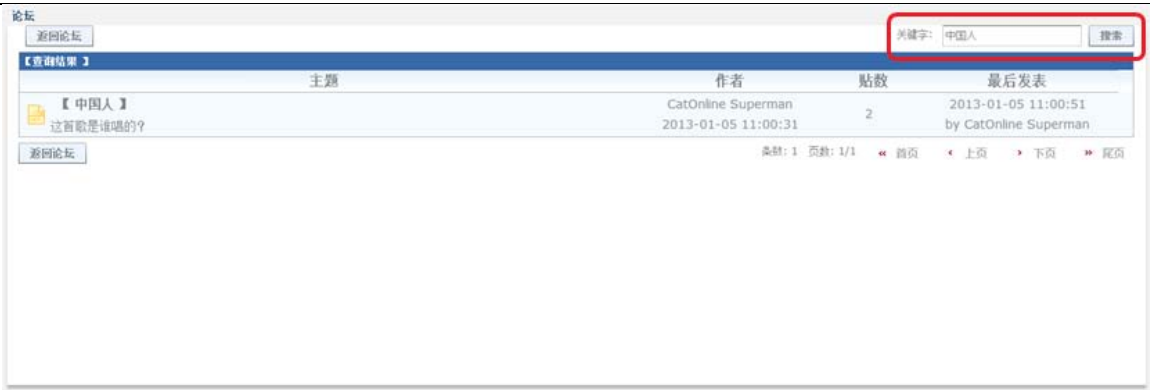 论坛
返回论坛 关键字: 中国人 搜索
【查询结果 】
主题 作者 贴数 最后发表
【 中国人 】 CatOnline Superman 2 2013-01-05 11:00:51
这首歌是谁唱的? 2013-01-05 11:00:31 by CatOnline Superman
返回论坛 条数: 1 页数: 1/1 « 首页 ‹ 上页 › 下页 » 尾页